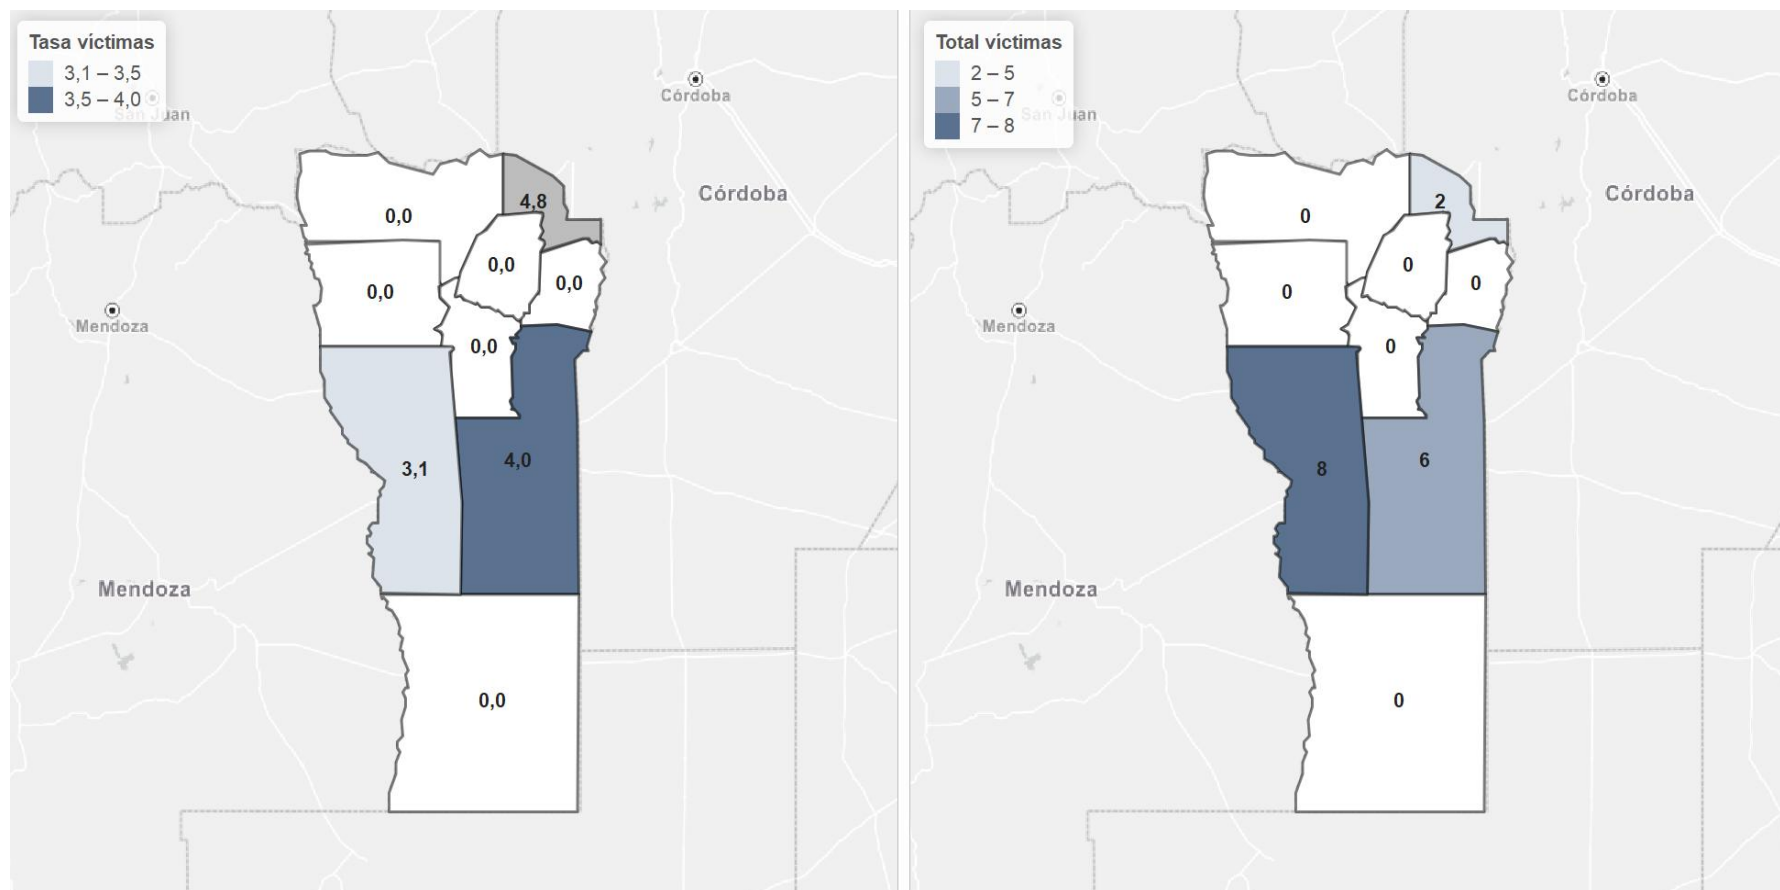 Tasa víctimas
3,1 – 3,5
3,5 – 4,0
San Juan
Córdoba
Córdoba
4,8
0,0
0,0
0,0
0,0
Mendoza
0,0
3,1
4,0
Mendoza
0,0
Total víctimas
2 – 5
5 – 7
7 – 8
San Juan
Córdoba
Córdoba
2
0
0
0
0
Mendoza
0
8
6
Mendoza
0